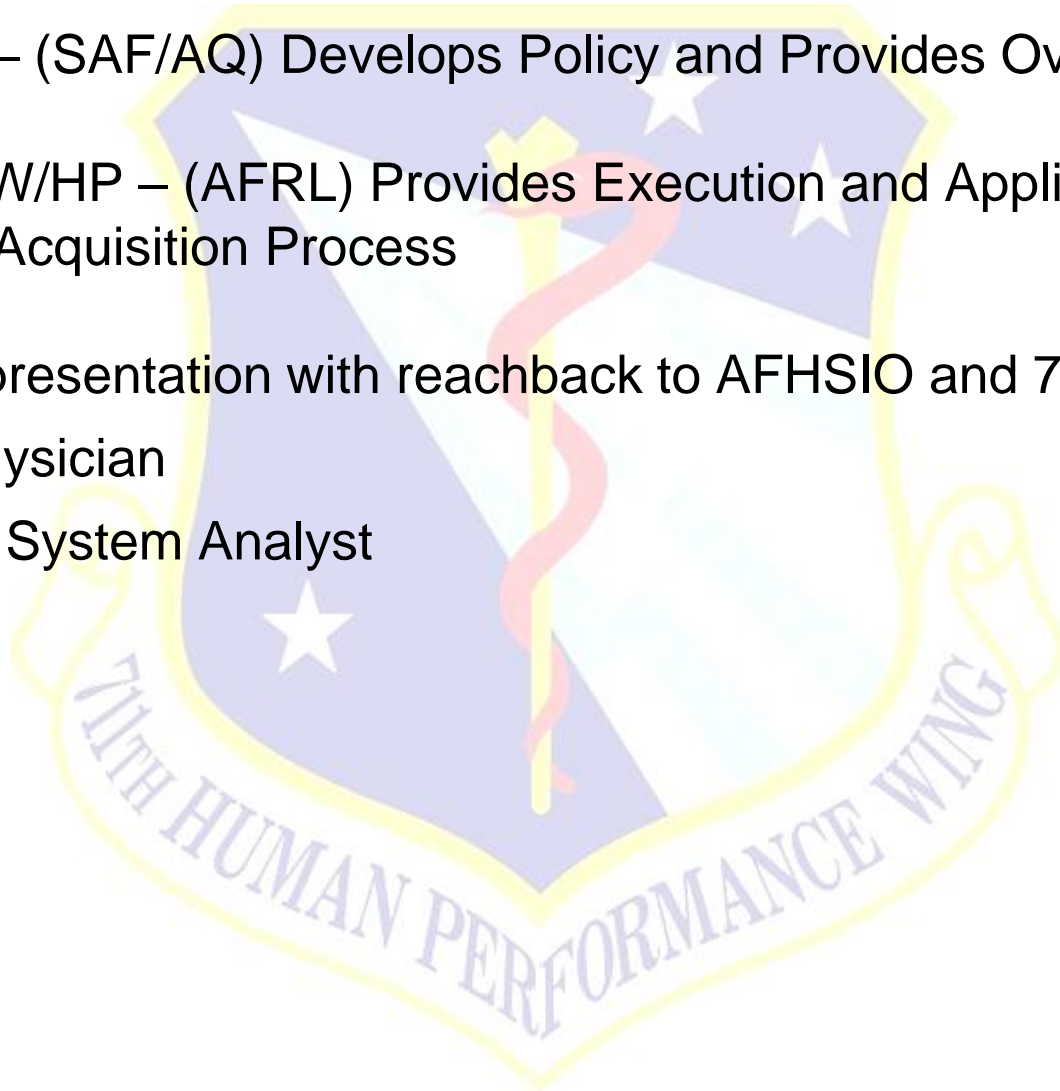 – (SAF/AQ) Develops Policy and Provides Ov
W/HP – (AFRL) Provides Execution and Appli
Acquisition Process
presentation with reachback to AFHSIO and 7
ysician
System Analyst
711TH HUMAN PERFORMANCE WING